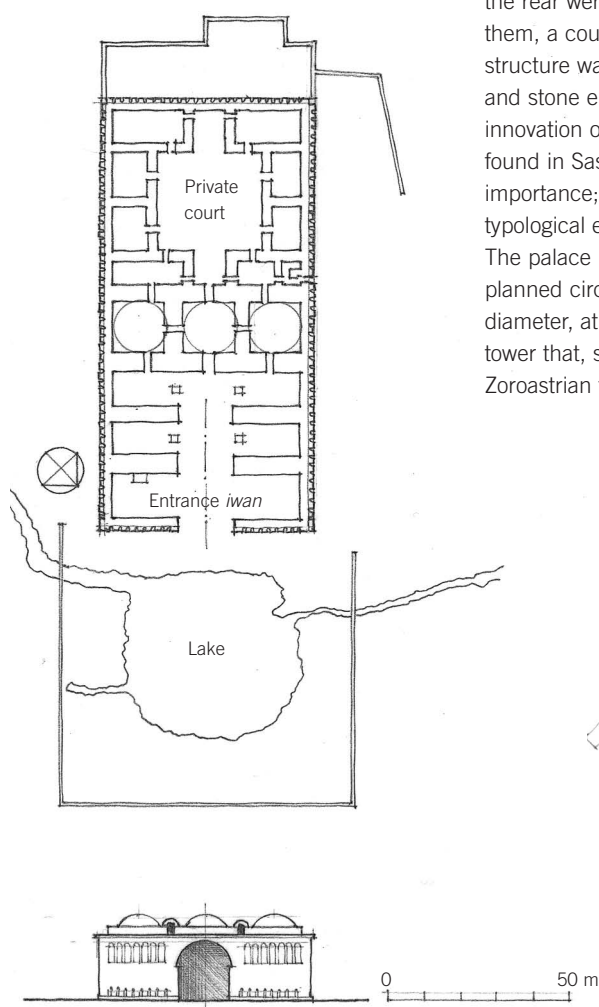 the rear wer
them, a cou
structure wa
and stone e
innovation o
found in Sas
importance;
typological e
The palace
planned circ
diameter, at
tower that, s
Zoroastrian
Private
court
Entrance iwan
Lake
0 50 m